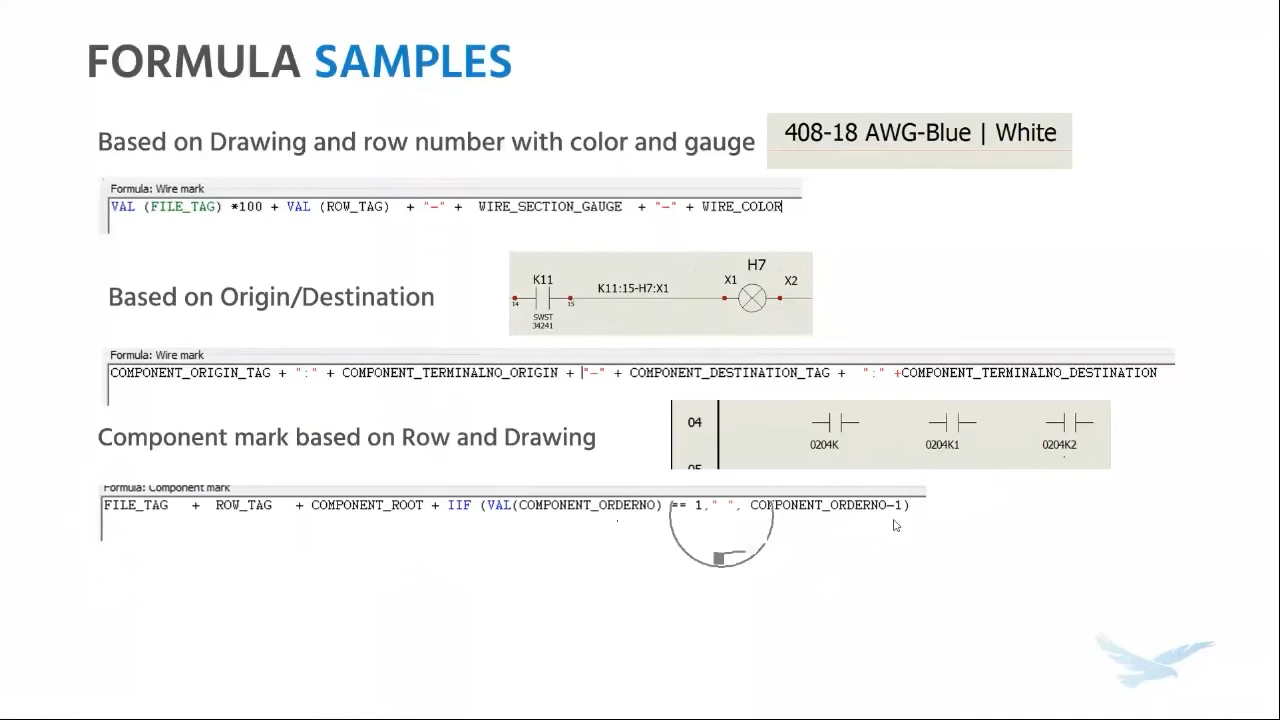 FORMULA SAMPLES
Based on Drawing and row number with color and gauge
408-18 AWG-Blue | White
Formula: Wire mark
VAL (FILE_TAG) *100 + VAL (ROW_TAG) + "-" + WIRE_SECTION_GAUGE + "-" + WIRE_COLOR
Based on Origin/Destination
K11
14
15
SWST
34241
K11:15-H7:X1
H7
X1
X2
Formula: Wire mark
COMPONENT_ORIGIN_TAG + ":" + COMPONENT_TERMINALNO_ORIGIN + "-" + COMPONENT_DESTINATION_TAG + ":" +COMPONENT_TERMINALNO_DESTINATION
Component mark based on Row and Drawing
04
0204K
0204K1
0204K2
05
Formula: Component mark
FILE_TAG + ROW_TAG + COMPONENT_ROOT + IIF (VAL(COMPONENT_ORDERNO) == 1," ", COMPONENT_ORDERNO-1)